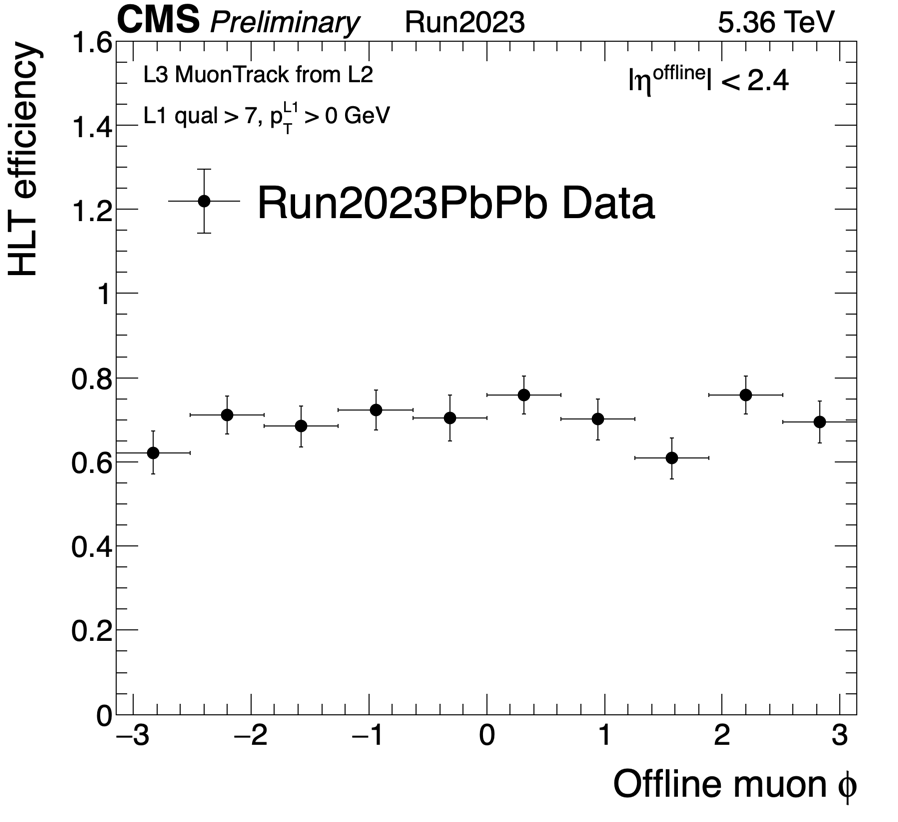 CMS Preliminary Run2023 5.36 TeV
L3 MuonTrack from L2
|η^offline| < 2.4
L1 qual > 7, p_T^L1 > 0 GeV
Run2023PbPb Data
HLT efficiency
1.6
1.4
1.2
1
0.8
0.6
0.4
0.2
0
−3 −2 −1 0 1 2 3
Offline muon ϕ